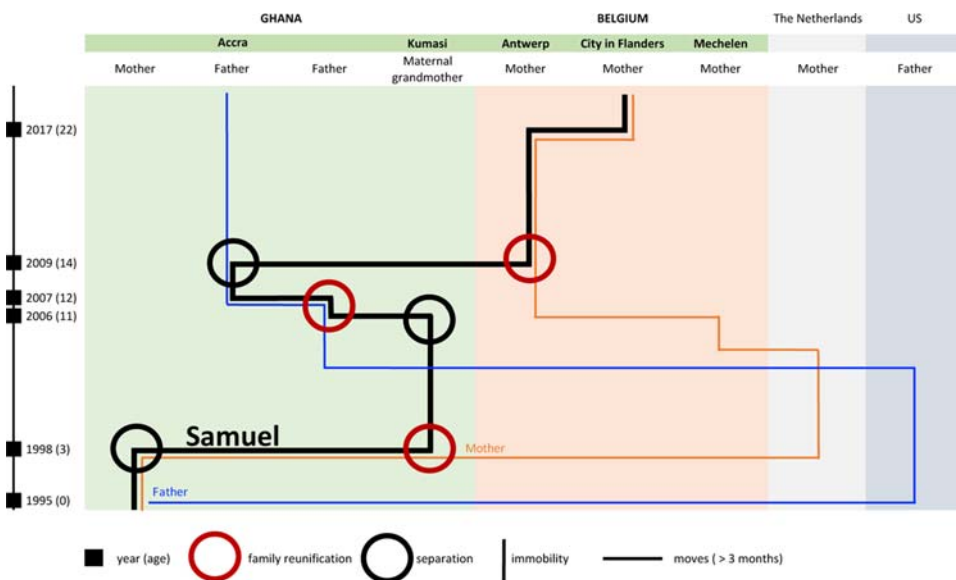 GHANA BELGIUM The Netherlands US
Accra Kumasi Antwerp City in Flanders Mechelen
Mother Father Father Maternal grandmother Mother Mother Mother Mother Father
2017 (22)
2009 (14)
2007 (12)
2006 (11)
Samuel
1998 (3)
Mother
Father
1995 (0)
year (age) family reunification separation immobility moves ( > 3 months)